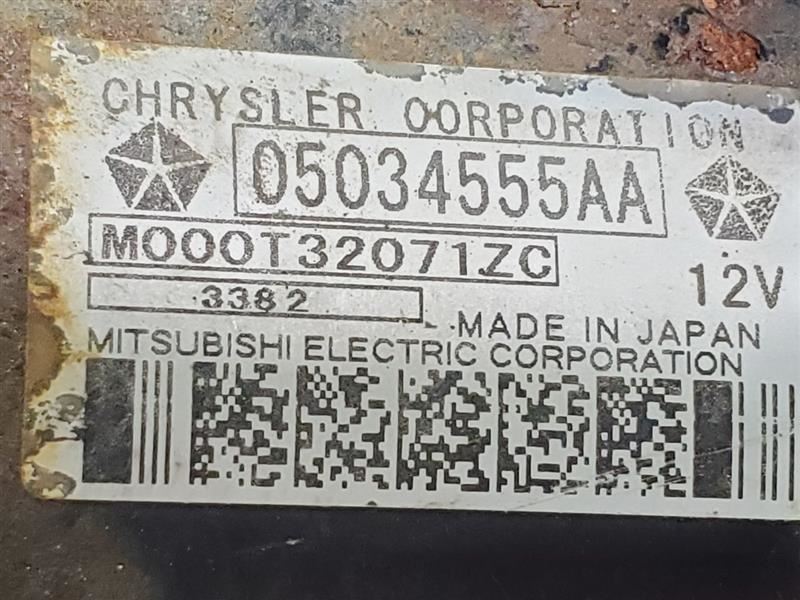 CHRYSLER CORPORATION
05034555AA
M000T32071ZC
12V
3382
MADE IN JAPAN
MITSUBISHI ELECTRIC CORPORATION